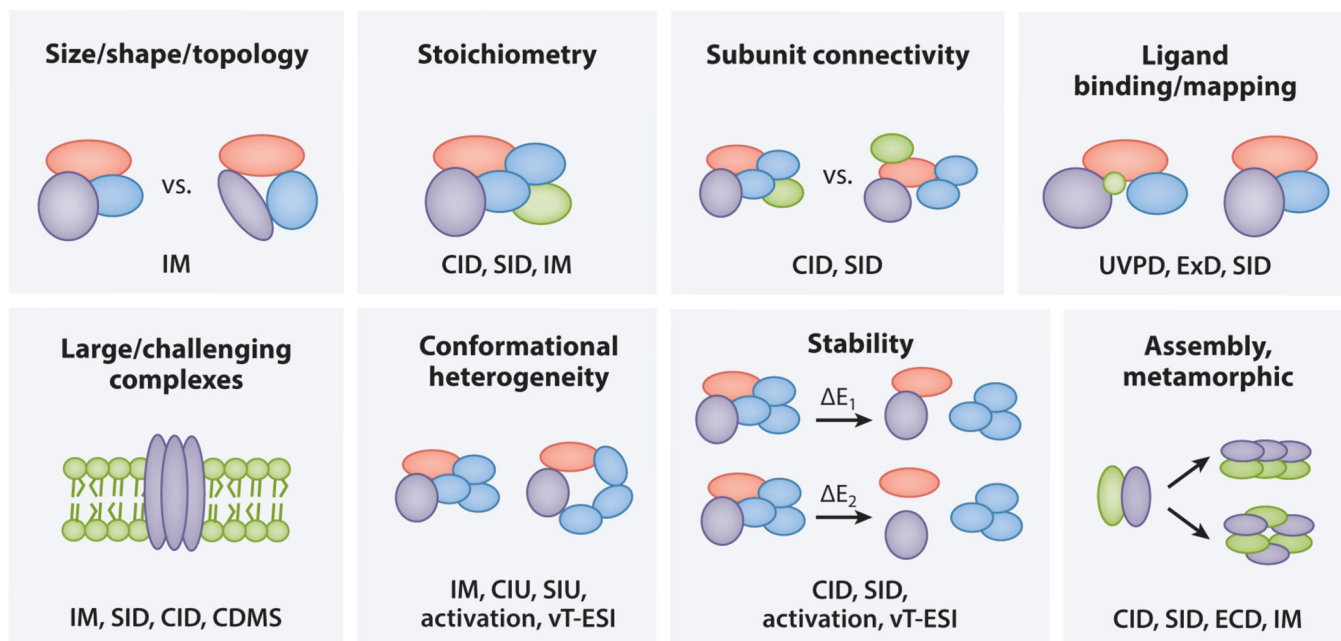 Size/shape/topology
vs.
IM
Stoichiometry
CID, SID, IM
Subunit connectivity
vs.
CID, SID
Ligand
binding/mapping
UVPD, ExD, SID
Large/challenging
complexes
IM, SID, CID, CDMS
Conformational
heterogeneity
IM, CIU, SIU,
activation, vT-ESI
Stability
ΔE₁
ΔE₂
CID, SID,
activation, vT-ESI
Assembly,
metamorphic
CID, SID, ECD, IM